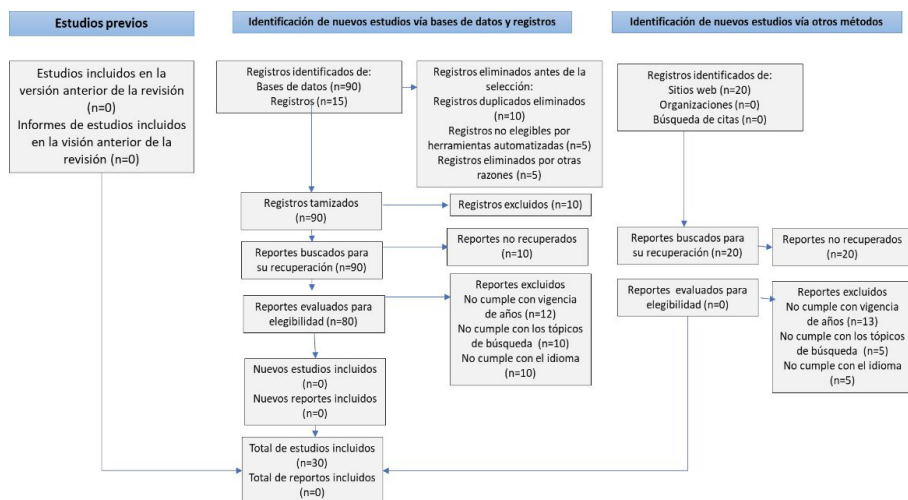 Estudios previos
Identificación de nuevos estudios vía bases de datos y registros
Identificación de nuevos estudios vía otros métodos
Estudios incluidos en la
versión anterior de la revisión
(n=0)
Informes de estudios incluidos
en la visión anterior de la
revisión (n=0)
Registros identificados de:
Bases de datos (n=90)
Registros (n=15)
Registros eliminados antes de la
selección:
Registros duplicados eliminados
(n=10)
Registros no elegibles por
herramientas automatizadas (n=5)
Registros eliminados por otras
razones (n=5)
Registros identificados de:
Sitios web (n=20)
Organizaciones (n=0)
Búsqueda de citas (n=0)
Registros tamizados
(n=90)
Registros excluidos (n=10)
Reportes buscados para
su recuperación (n=90)
Reportes no recuperados
(n=10)
Reportes buscados para
su recuperación (n=20)
Reportes no recuperados
(n=20)
Reportes evaluados para
elegibilidad (n=80)
Reportes excluidos
No cumple con vigencia
de años (n=12)
No cumple con los tópicos
de búsqueda (n=10)
No cumple con el idioma
(n=10)
Reportes evaluados para
elegibilidad (n=0)
Reportes excluidos
No cumple con vigencia
de años (n=13)
No cumple con los tópicos
de búsqueda (n=5)
No cumple con el idioma
(n=5)
Nuevos estudios incluidos
(n=0)
Nuevos reportes incluidos
(n=0)
Total de estudios incluidos
(n=30)
Total de reportos incluidos
(n=0)